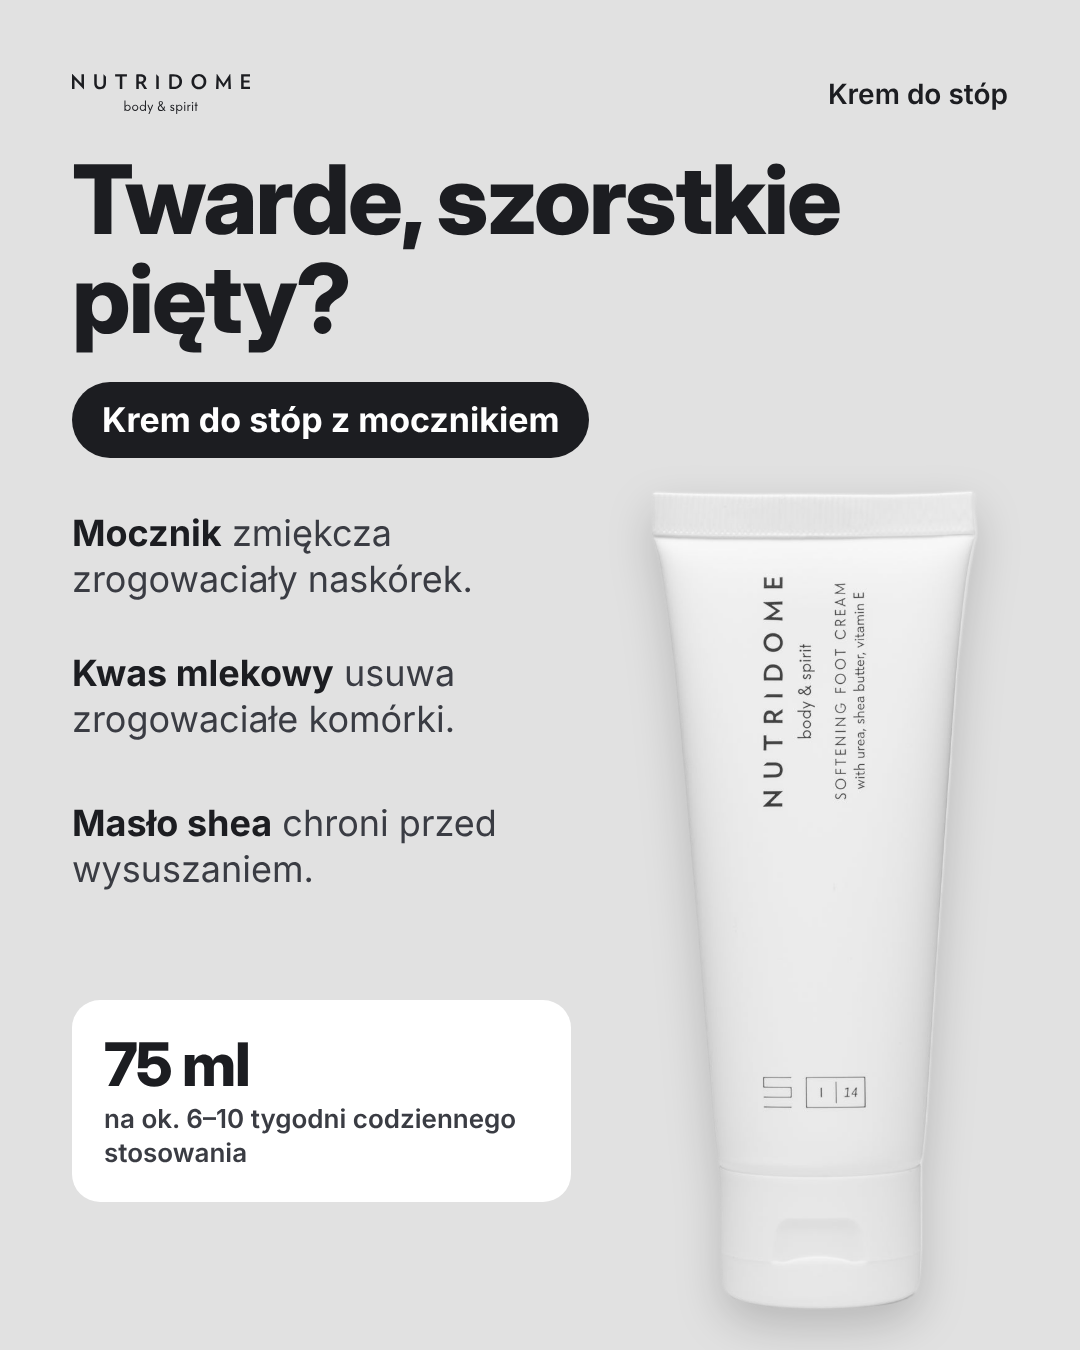 NUTRIDOME
body & spirit
Krem do stóp
Twarde, szorstkie
pięty?
Krem do stóp z mocznikiem
Mocznik zmiękcza
zrogowaciały naskórek.
Kwas mlekowy usuwa
zrogowaciałe komórki.
Masło shea chroni przed
wysuszaniem.
75 ml
na ok. 6–10 tygodni codziennego
stosowania
NUTRIDOME
body & spirit
SOFTENING FOOT CREAM
with urea, shea butter, vitamin E
I 14